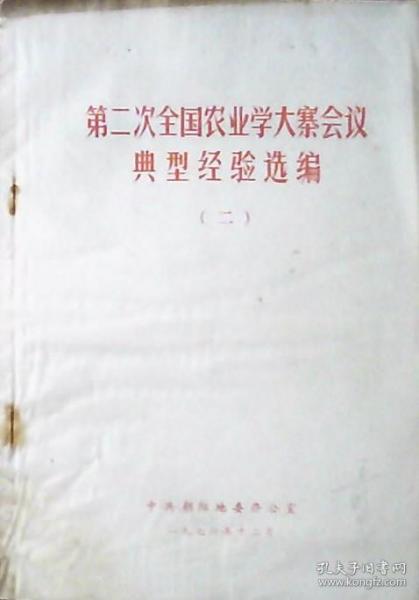 第二次全国农业学大寨会议
典型经验选编
（二）
中共朝阳地委办公室
一九七六年十二月
孔夫子旧书网
www.kongfz.com